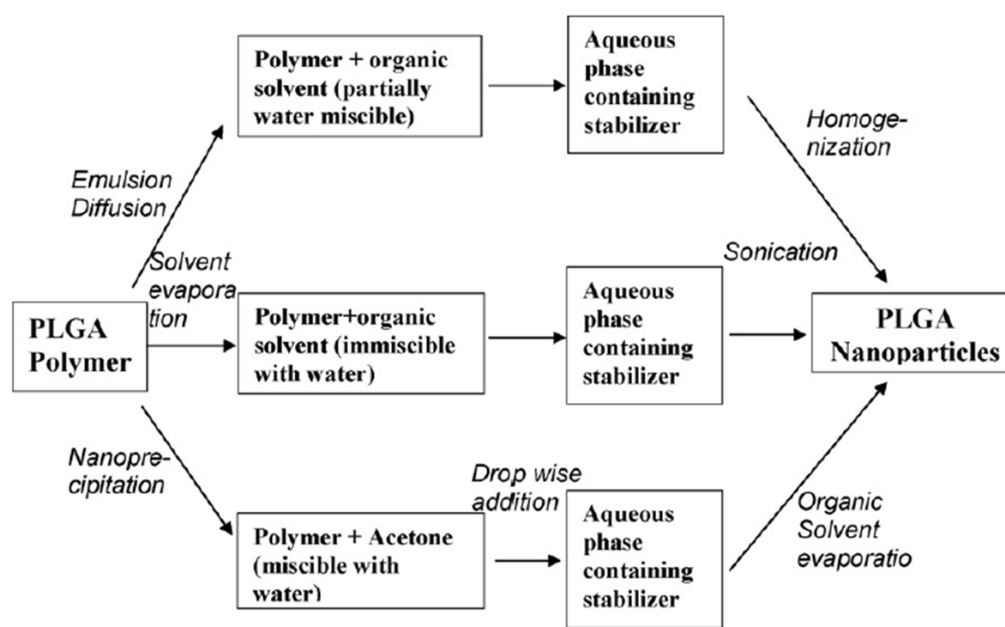 Polymer + organic
solvent (partially
water miscible)
Aqueous
phase
containing
stabilizer
Homoge-
nization
Emulsion
Diffusion
Solvent
evapora
tion
Sonication
PLGA
Polymer
Polymer+organic
solvent (immiscible
with water)
Aqueous
phase
containing
stabilizer
PLGA
Nanoparticles
Nanopre-
cipitation
Drop wise
addition
Polymer + Acetone
(miscible with
water)
Aqueous
phase
containing
stabilizer
Organic
Solvent
evaporatio